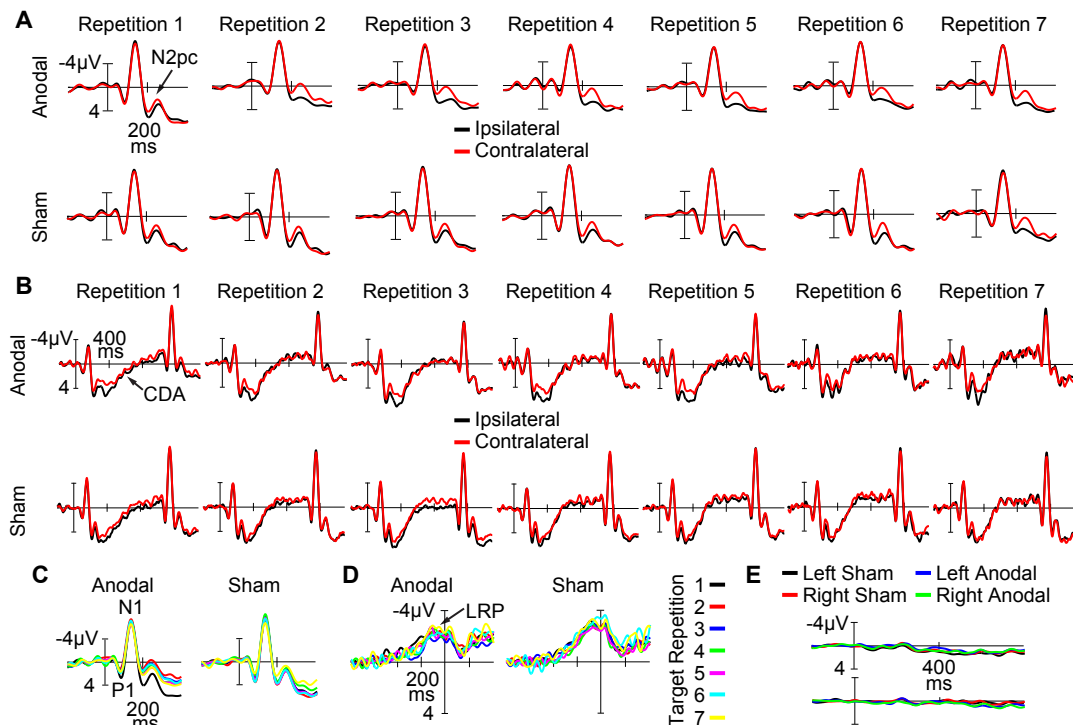 A
Repetition 1 Repetition 2 Repetition 3 Repetition 4 Repetition 5 Repetition 6 Repetition 7
Anodal
-4µV
N2pc
4
200
ms
Ipsilateral
Contralateral
Sham
B
Repetition 1 Repetition 2 Repetition 3 Repetition 4 Repetition 5 Repetition 6 Repetition 7
Anodal
-4µV
400
ms
4
CDA
Ipsilateral
Contralateral
Sham
C
Anodal Sham
N1
-4µV
4
P1
200
ms
D
Anodal Sham
-4µV
LRP
200
ms
4
Target Repetition
1
2
3
4
5
6
7
E
Left Sham Left Anodal
Right Sham Right Anodal
-4µV
4
400
ms